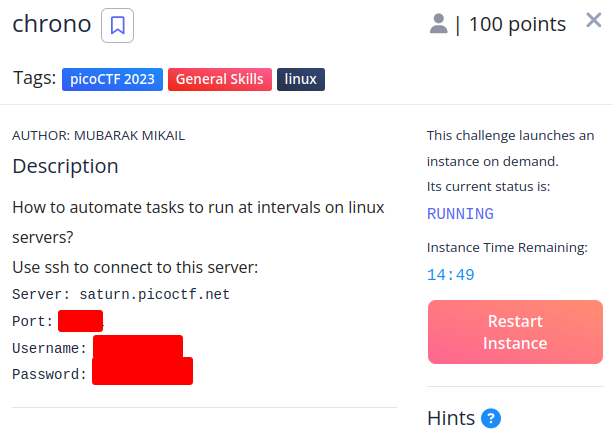 chrono
| 100 points
Tags: picoCTF 2023 General Skills linux
AUTHOR: MUBARAK MIKAIL
Description
How to automate tasks to run at intervals on linux
servers?
Use ssh to connect to this server:
Server: saturn.picoctf.net
Port:
Username:
Password:
This challenge launches an
instance on demand.
Its current status is:
RUNNING
Instance Time Remaining:
14:49
Restart
Instance
Hints ?